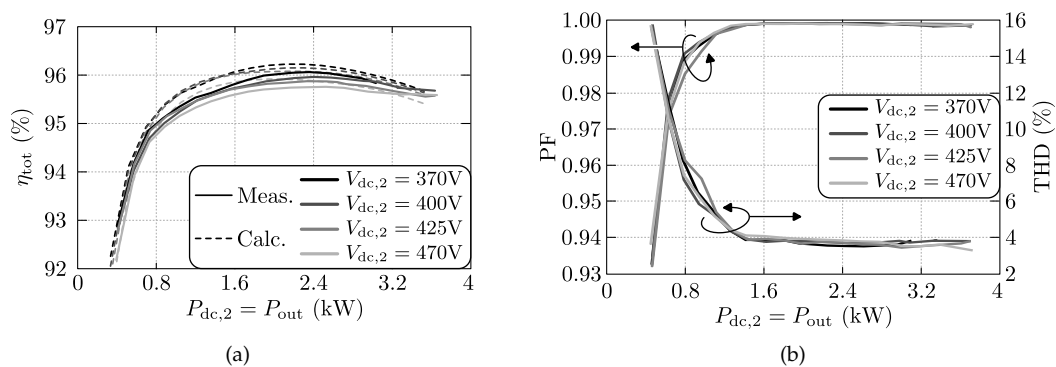 97
96
95
94
93
92
η_tot (%)
0 0.8 1.6 2.4 3.2 4
P_dc,2 = P_out (kW)
Meas.
Calc.
V_dc,2 = 370V
V_dc,2 = 400V
V_dc,2 = 425V
V_dc,2 = 470V
(a)
1.00
0.99
0.98
0.97
0.96
0.95
0.94
0.93
PF
16
14
12
10
8
6
4
2
THD (%)
0 0.8 1.6 2.4 3.2 4
P_dc,2 = P_out (kW)
V_dc,2 = 370V
V_dc,2 = 400V
V_dc,2 = 425V
V_dc,2 = 470V
(b)